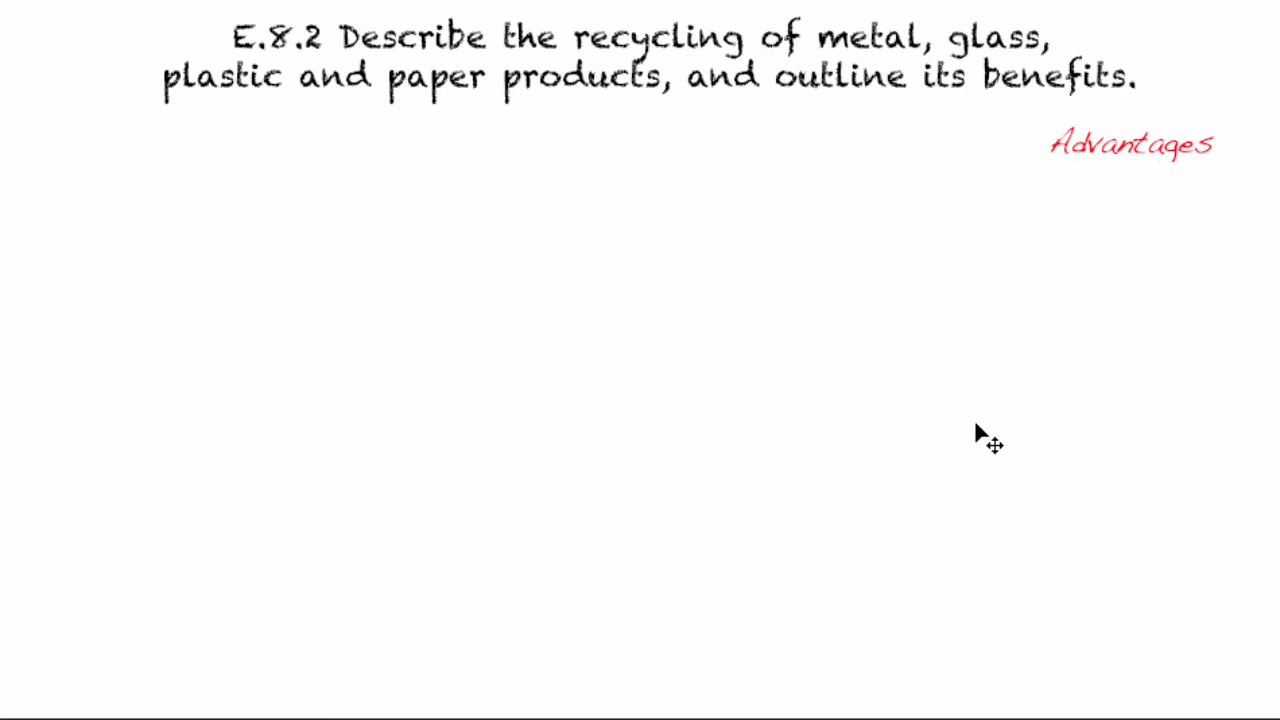 E.8.2 Describe the recycling of metal, glass,
plastic and paper products, and outline its benefits.
Advantages